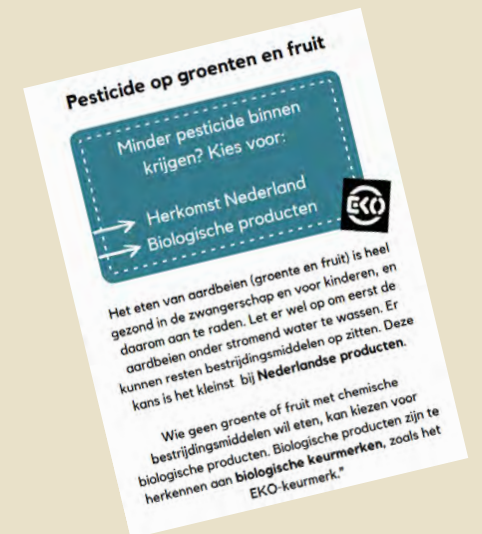 Pesticide op groenten en fruit
Minder pesticide binnen
krijgen? Kies voor:
Herkomst Nederland
Biologische producten
EKO
Het eten van aardbeien (groente en fruit) is heel
gezond in de zwangerschap en voor kinderen, en
daarom aan te raden. Let er wel op om eerst de
aardbeien onder stromend water te wassen. Er
kunnen resten bestrijdingsmiddelen op zitten. Deze
kans is het kleinst bij Nederlandse producten.
Wie geen groente of fruit met chemische
bestrijdingsmiddelen wil eten, kan kiezen voor
biologische producten. Biologische producten zijn te
herkennen aan biologische keurmerken, zoals het
EKO-keurmerk."